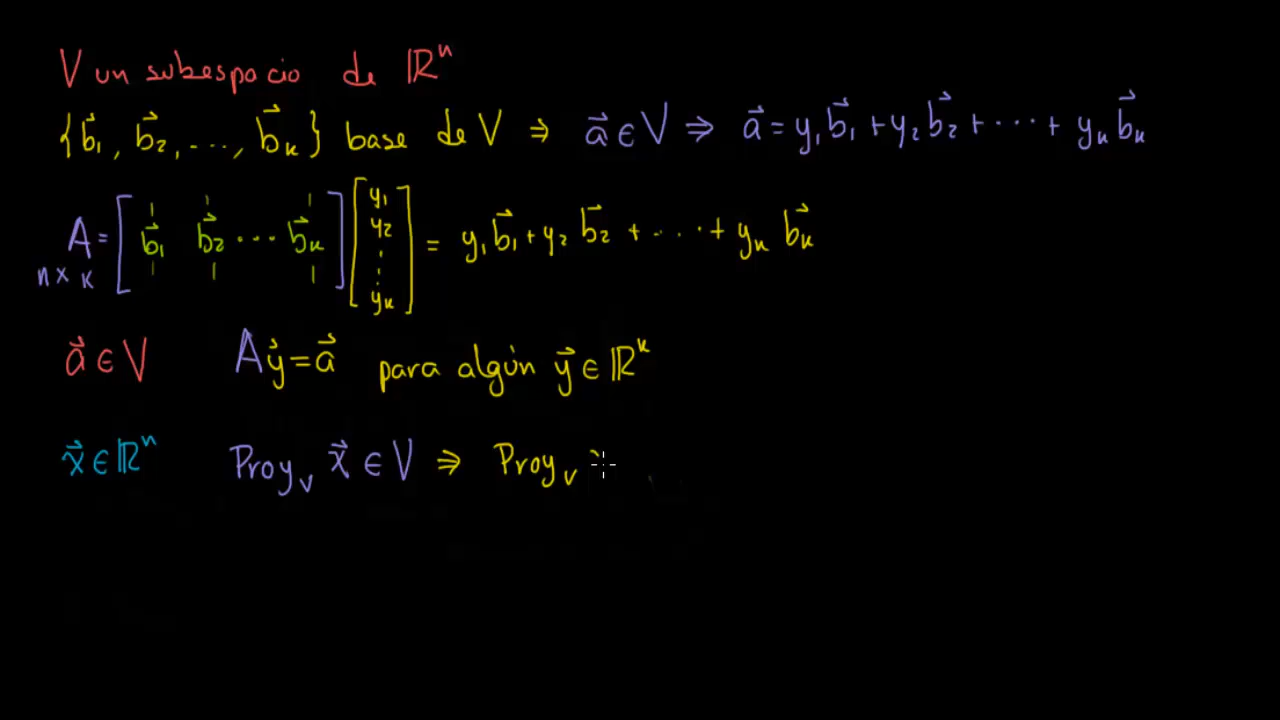 V un subespacio de ℝⁿ
{b⃗₁, b⃗₂, ..., b⃗ₖ} base de V ⇒ a⃗ ∈ V ⇒ a⃗ = y₁b⃗₁ + y₂b⃗₂ + ··· + yₖb⃗ₖ
A = [b⃗₁ b⃗₂ ··· b⃗ₖ] [y₁ y₂ ⋮ yₖ] = y₁b⃗₁ + y₂b⃗₂ + ···· + yₖ b⃗ₖ
n×k
a⃗ ∈ V Ay⃗ = a⃗ para algún y⃗ ∈ ℝᵏ
x⃗ ∈ ℝⁿ Proyᵥ x⃗ ∈ V ⇒ Proyᵥ